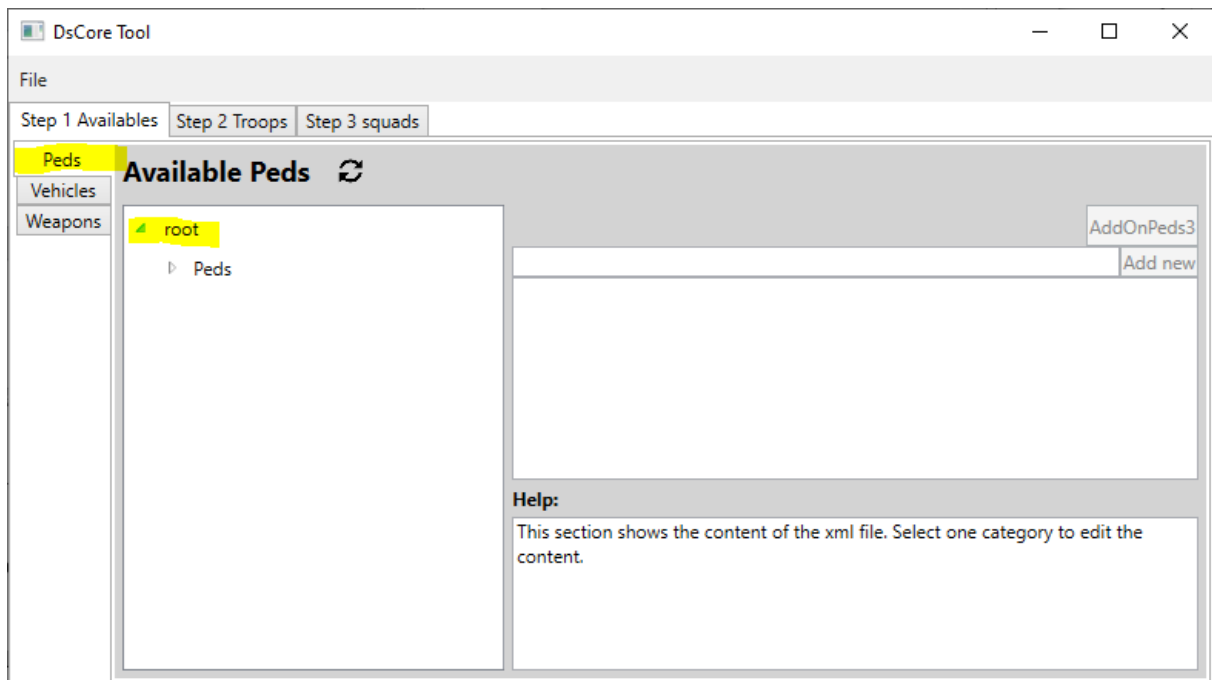 DsCore Tool
File
Step 1 Availables Step 2 Troops Step 3 squads
Peds
Vehicles
Weapons
Available Peds
root
Peds
AddOnPeds3
Add new
Help:
This section shows the content of the xml file. Select one category to edit the
content.